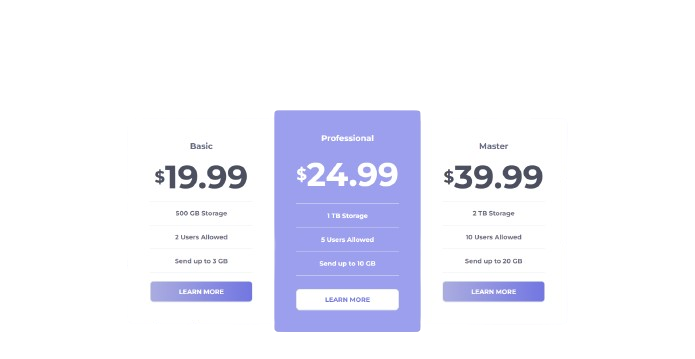 Basic
$19.99
500 GB Storage
2 Users Allowed
Send up to 3 GB
LEARN MORE
Professional
$24.99
1 TB Storage
5 Users Allowed
Send up to 10 GB
LEARN MORE
Master
$39.99
2 TB Storage
10 Users Allowed
Send up to 20 GB
LEARN MORE